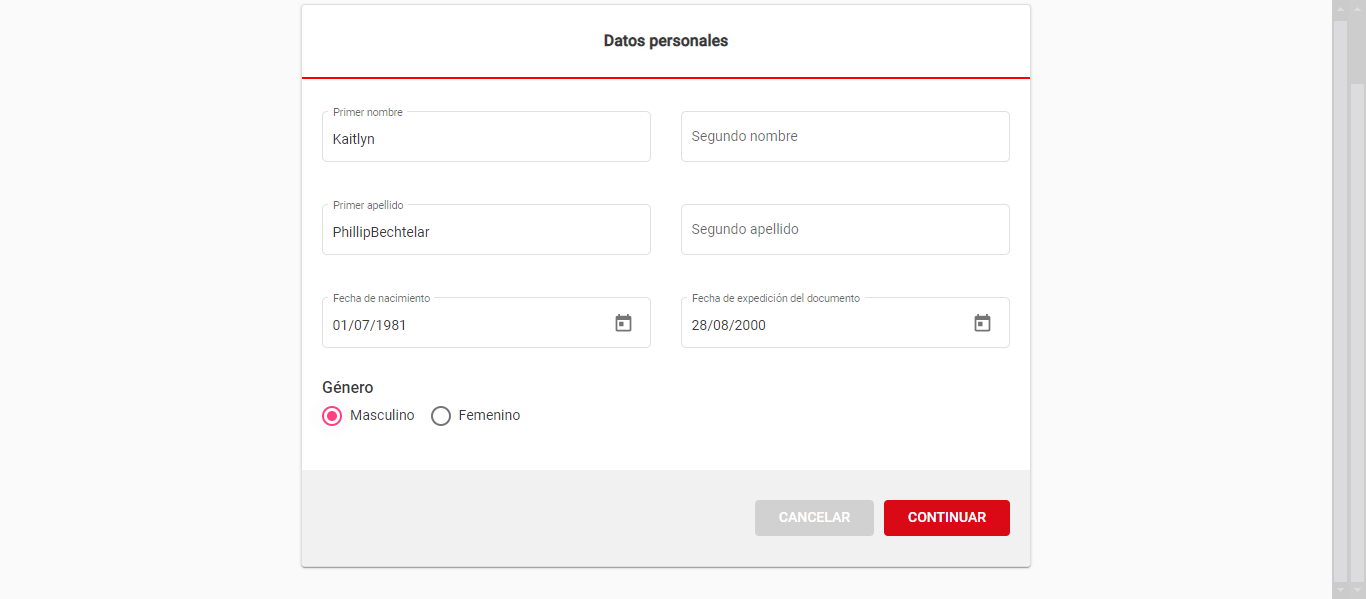 Datos personales
Primer nombre
Kaitlyn
Segundo nombre
Primer apellido
PhillipBechtelar
Segundo apellido
Fecha de nacimiento
01/07/1981
Fecha de expedición del documento
28/08/2000
Género
Masculino
Femenino
CANCELAR
CONTINUAR